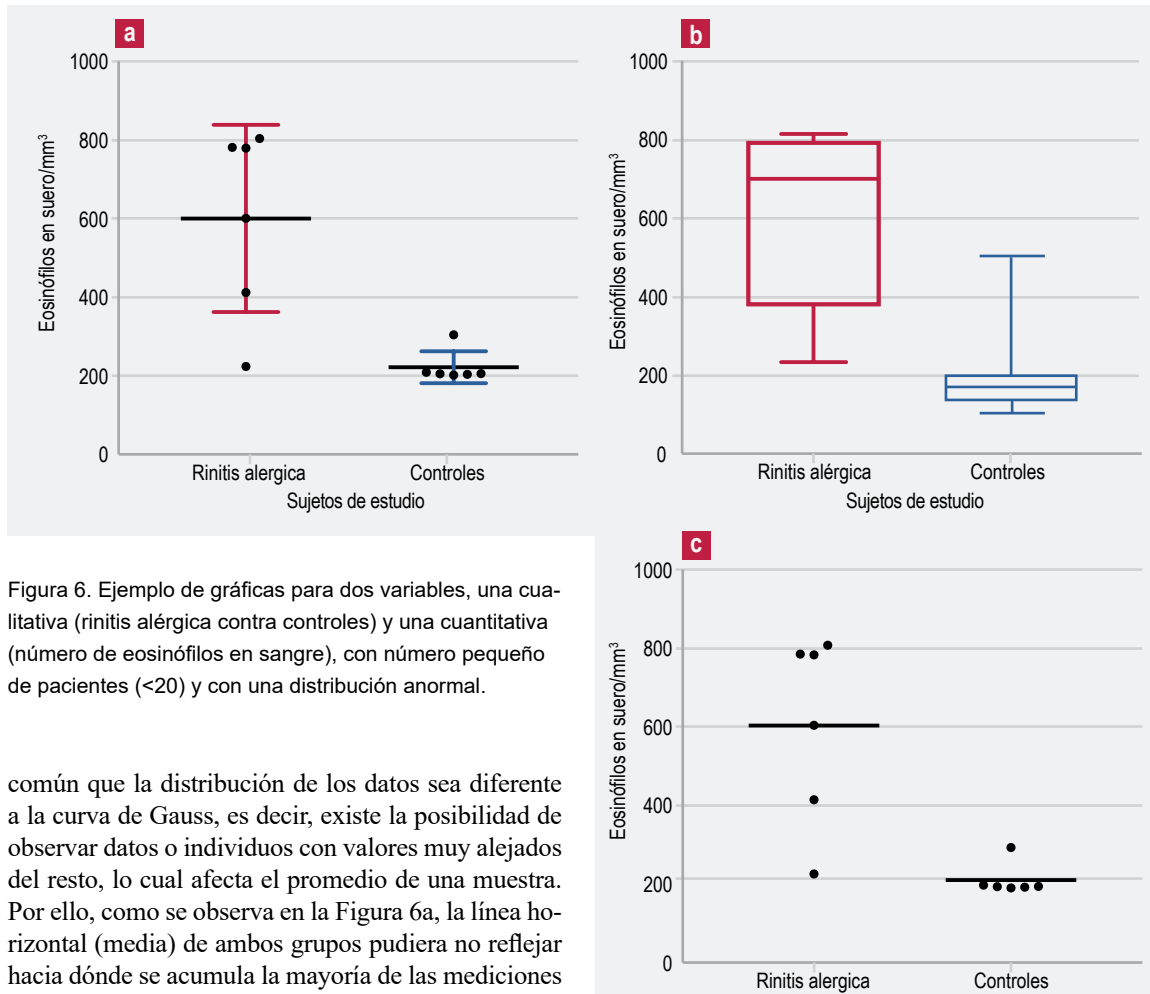 a
1000
800
600
400
200
0
Eosinófilos en suero/mm³
Rinitis alergica Controles
Sujetos de estudio
b
1000
800
600
400
200
0
Eosinófilos en suero/mm³
Rinitis alérgica Controles
Sujetos de estudio
c
1000
800
600
400
200
0
Eosinófilos en suero/mm³
Rinitis alergica Controles
Figura 6. Ejemplo de gráficas para dos variables, una cua-
litativa (rinitis alérgica contra controles) y una cuantitativa
(número de eosinófilos en sangre), con número pequeño
de pacientes (<20) y con una distribución anormal.
común que la distribución de los datos sea diferente
a la curva de Gauss, es decir, existe la posibilidad de
observar datos o individuos con valores muy alejados
del resto, lo cual afecta el promedio de una muestra.
Por ello, como se observa en la Figura 6a, la línea ho-
rizontal (media) de ambos grupos pudiera no reflejar
hacia dónde se acumula la mayoría de las mediciones